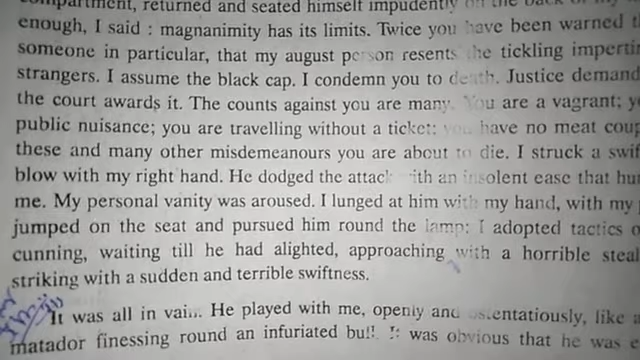 compartment, returned and seated himself impudently on the back of my
enough, I said : magnanimity has its limits. Twice you have been warned
someone in particular, that my august person resents the tickling
strangers. I assume the black cap. I condemn you to death. Justice
the court awards it. The counts against you are many. You are a vagrant;
public nuisance; you are travelling without a ticket; you have no meat
these and many other misdemeanours you are about to die. I struck a
blow with my right hand. He dodged the attack with an insolent ease that
me. My personal vanity was aroused. I lunged at him with my hand, with my
jumped on the seat and pursued him round the lamp; I adopted tactics
cunning, waiting till he had alighted, approaching with a horrible
striking with a sudden and terrible swiftness.
It was all in vain. He played with me, openly and ostentatiously, like a
matador finessing round an infuriated bull. It was obvious that he was